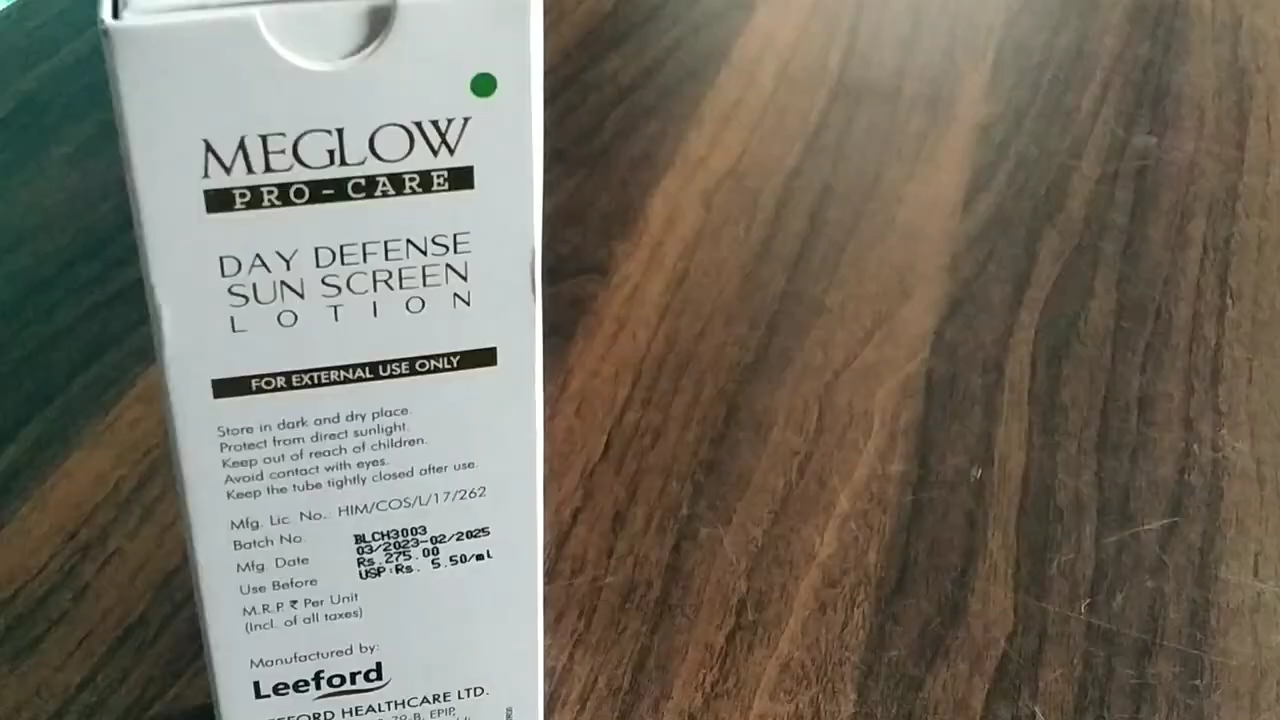 MEGLOW
PRO-CARE
DAY DEFENSE
SUN SCREEN
LOTION
FOR EXTERNAL USE ONLY
Store in dark and dry place.
Protect from direct sunlight.
Keep out of reach of children.
Avoid contact with eyes.
Keep the tube tightly closed after use.
Mfg. Lic. No.: HIM/COS/L/17/262
Batch No. BLCH3003
Mfg. Date 03/2023-02/2025
Use Before Rs.275.00
USP:Rs. 5.50/ml
M.R.P. ₹ Per Unit
(Incl. of all taxes)
Manufactured by:
Leeford
LEEFORD HEALTHCARE LTD.
EPIP,